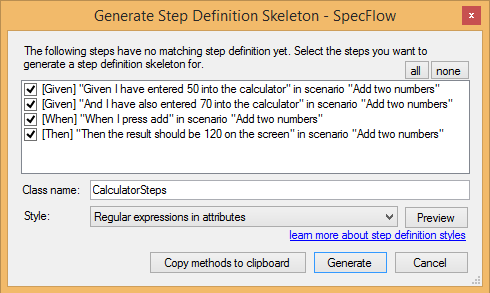 Generate Step Definition Skeleton - SpecFlow
x
The following steps have no matching step definition yet. Select the steps you want to
generate a step definition skeleton for.
all none
[Given] "Given I have entered 50 into the calculator" in scenario "Add two numbers"
[Given] "And I have also entered 70 into the calculator" in scenario "Add two numbers"
[When] "When I press add" in scenario "Add two numbers"
[Then] "Then the result should be 120 on the screen" in scenario "Add two numbers"
Class name: CalculatorSteps
Style: Regular expressions in attributes Preview
learn more about step definition styles
Copy methods to clipboard Generate Cancel